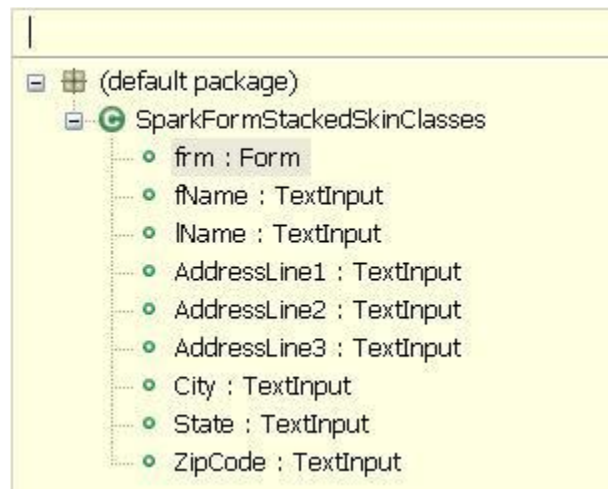 (default package)
SparkFormStackedSkinClasses
frm : Form
fName : TextInput
lName : TextInput
AddressLine1 : TextInput
AddressLine2 : TextInput
AddressLine3 : TextInput
City : TextInput
State : TextInput
ZipCode : TextInput